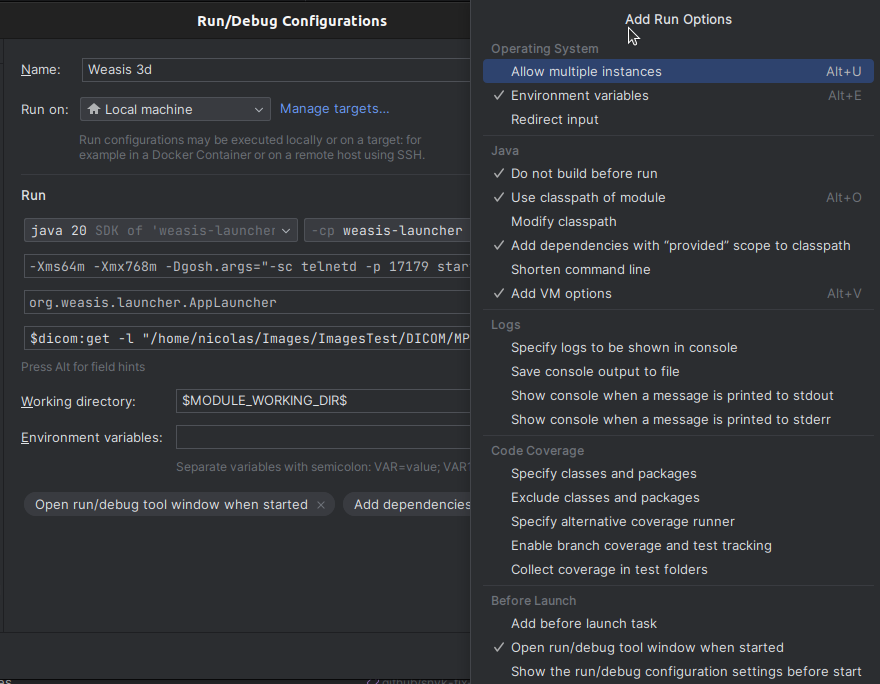 Run/Debug Configurations
Name: Weasis 3d
Run on: Local machine Manage targets...
Run configurations may be executed locally or on a target: for
example in a Docker Container or on a remote host using SSH.
Run
java 20 SDK of 'weasis-launcher -cp weasis-launcher
-Xms64m -Xmx768m -Dgosh.args="-sc telnetd -p 17179 star
org.weasis.launcher.AppLauncher
$dicom:get -l "/home/nicolas/Images/ImagesTest/DICOM/MP
Press Alt for field hints
Working directory: $MODULE_WORKING_DIR$
Environment variables:
Separate variables with semicolon: VAR=value; VAR1
Open run/debug tool window when started × Add dependencies
Add Run Options
Operating System
Allow multiple instances Alt+U
✓ Environment variables Alt+E
Redirect input
Java
✓ Do not build before run
✓ Use classpath of module Alt+O
Modify classpath
✓ Add dependencies with “provided” scope to classpath
Shorten command line
✓ Add VM options Alt+V
Logs
Specify logs to be shown in console
Save console output to file
Show console when a message is printed to stdout
Show console when a message is printed to stderr
Code Coverage
Specify classes and packages
Exclude classes and packages
Specify alternative coverage runner
Enable branch coverage and test tracking
Collect coverage in test folders
Before Launch
Add before launch task
✓ Open run/debug tool window when started
Show the run/debug configuration settings before start